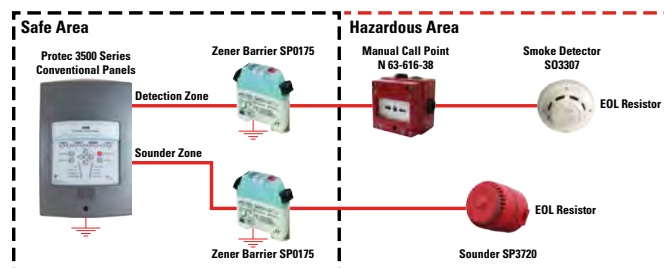 Safe Area
Hazardous Area
Protec 3500 Series
Conventional Panels
Zener Barrier SP0175
Manual Call Point
N 63-616-38
Smoke Detector
SO3307
Detection Zone
EOL Resistor
Sounder Zone
EOL Resistor
Zener Barrier SP0175
Sounder SP3720